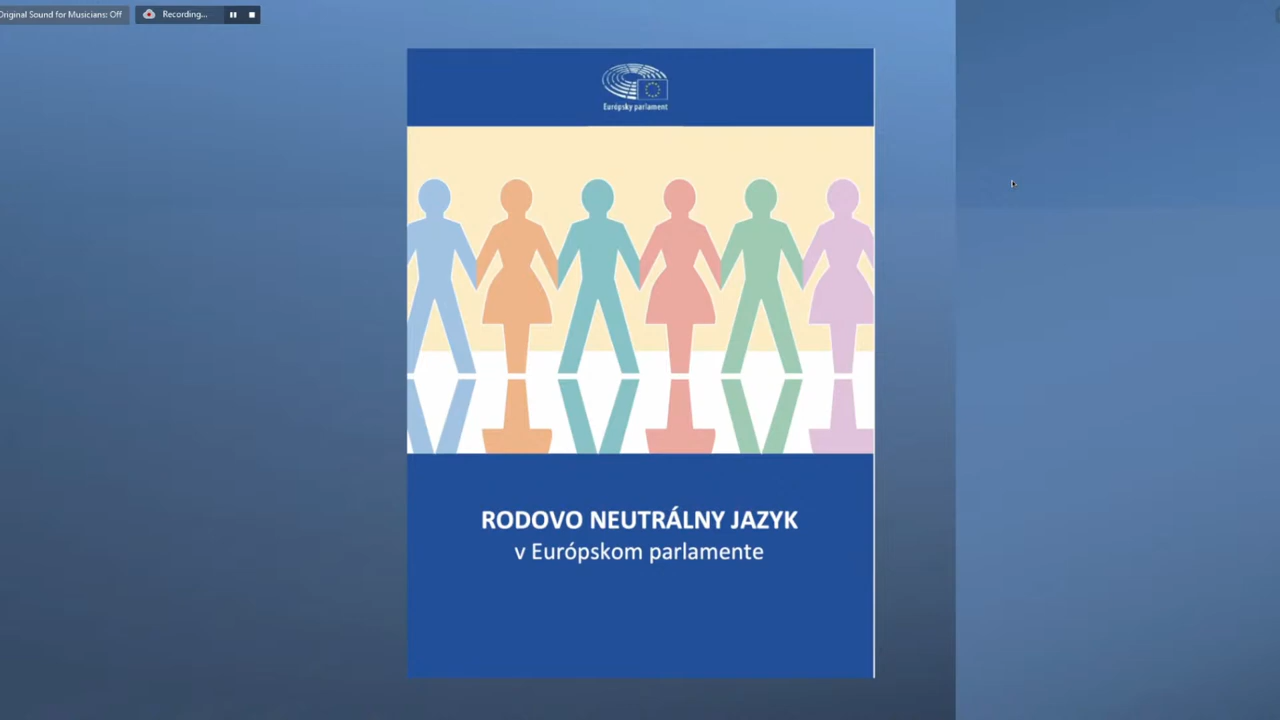 Original Sound for Musicians: Off
Recording...
Európsky parlament
RODOVO NEUTRÁLNY JAZYK
v Európskom parlamente